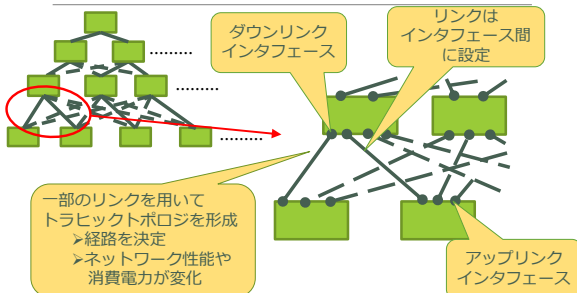 ダウンリンク
インタフェース
リンクは
インタフェース間
に設定
.........
.........
.........
一部のリンクを用いて
トラヒックトポロジを形成
➤経路を決定
➤ネットワーク性能や
消費電力が変化
アップリンク
インタフェース